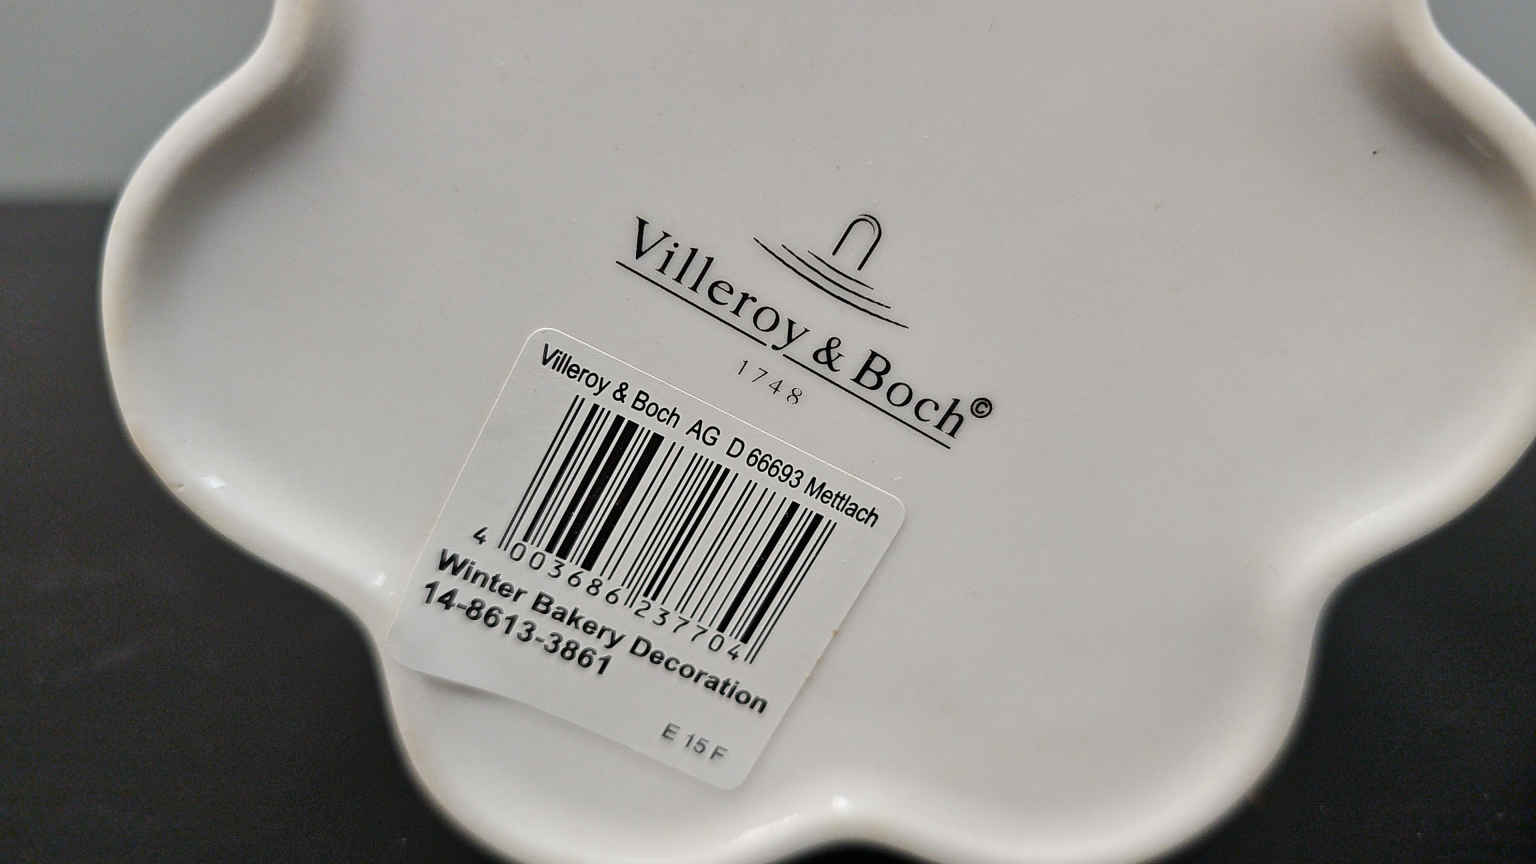 Villeroy & Boch©
1748
Villeroy & Boch AG D 66693 Mettlach
4 003686 237704
Winter Bakery Decoration
14-8613-3861
E 15 F